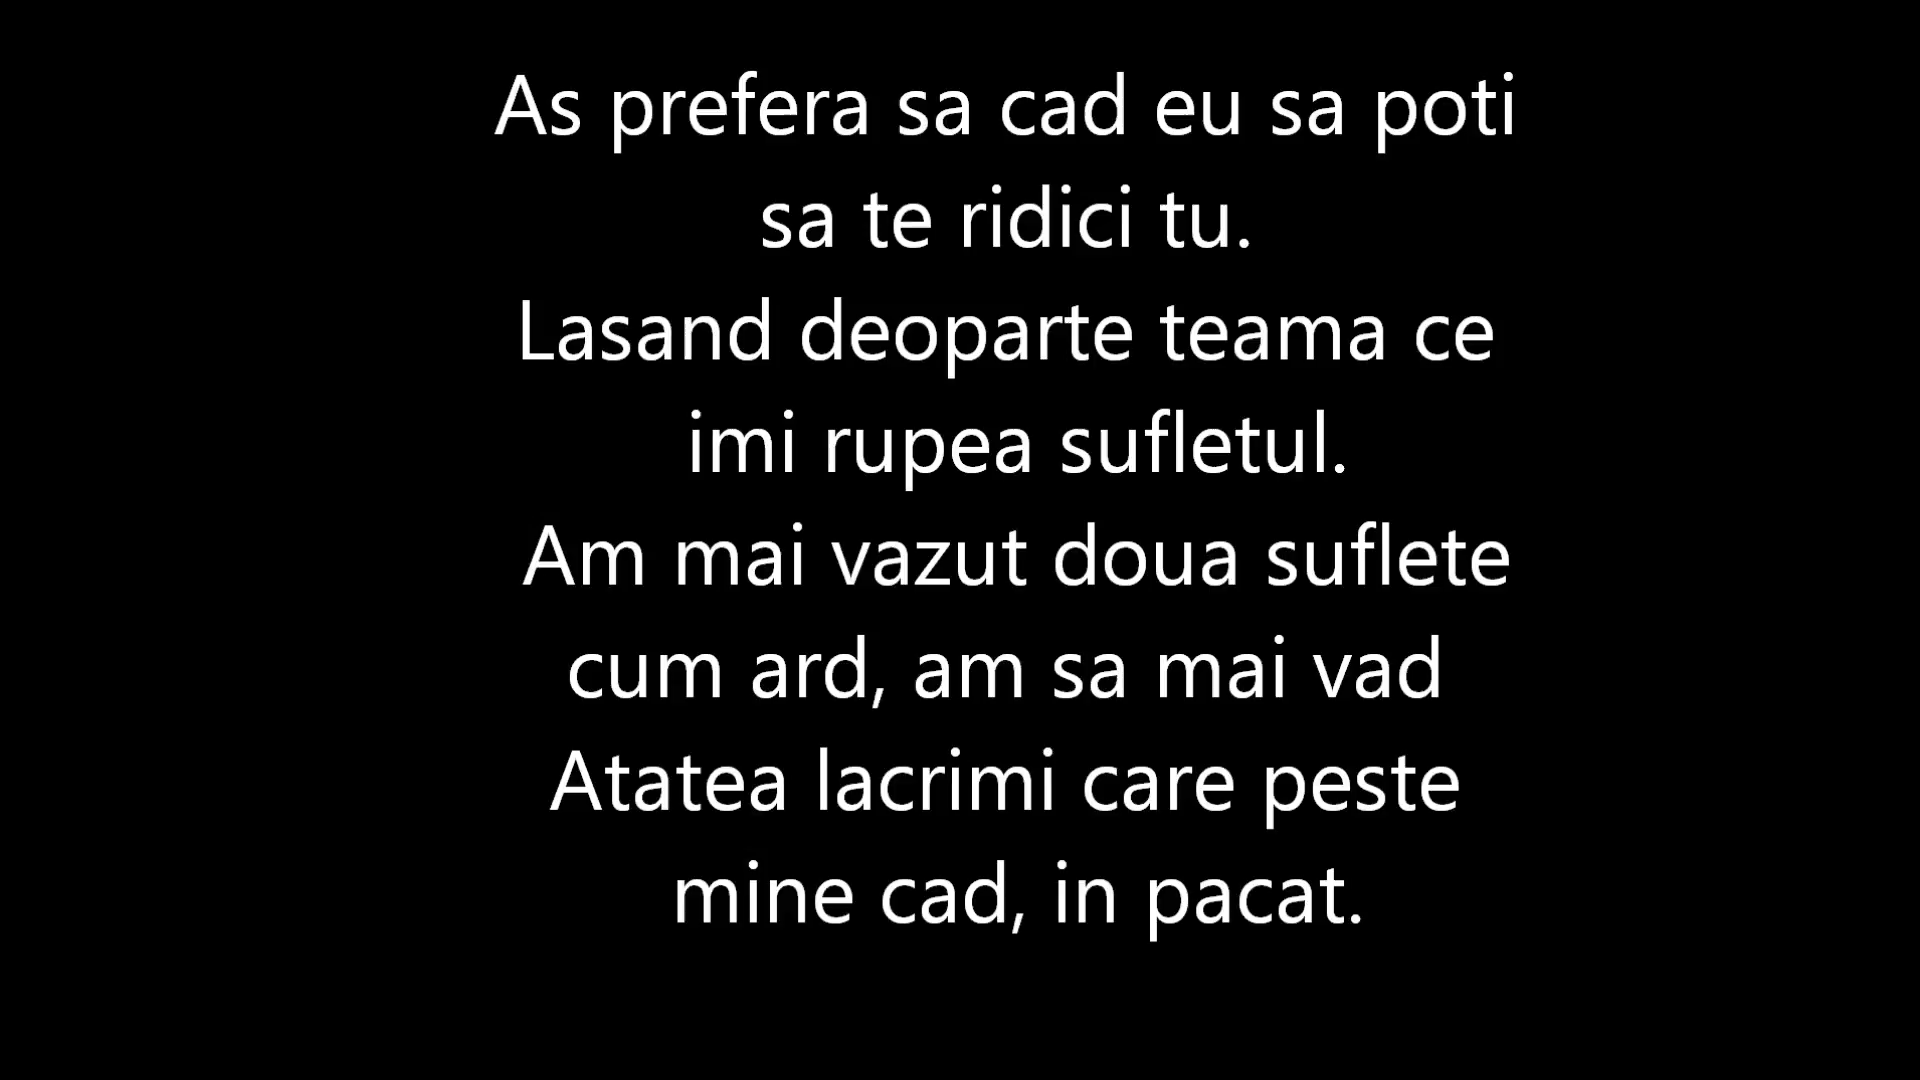 As prefera sa cad eu sa poti
sa te ridici tu.
Lasand deoparte teama ce
imi rupea sufletul.
Am mai vazut doua suflete
cum ard, am sa mai vad
Atatea lacrimi care peste
mine cad, in pacat.